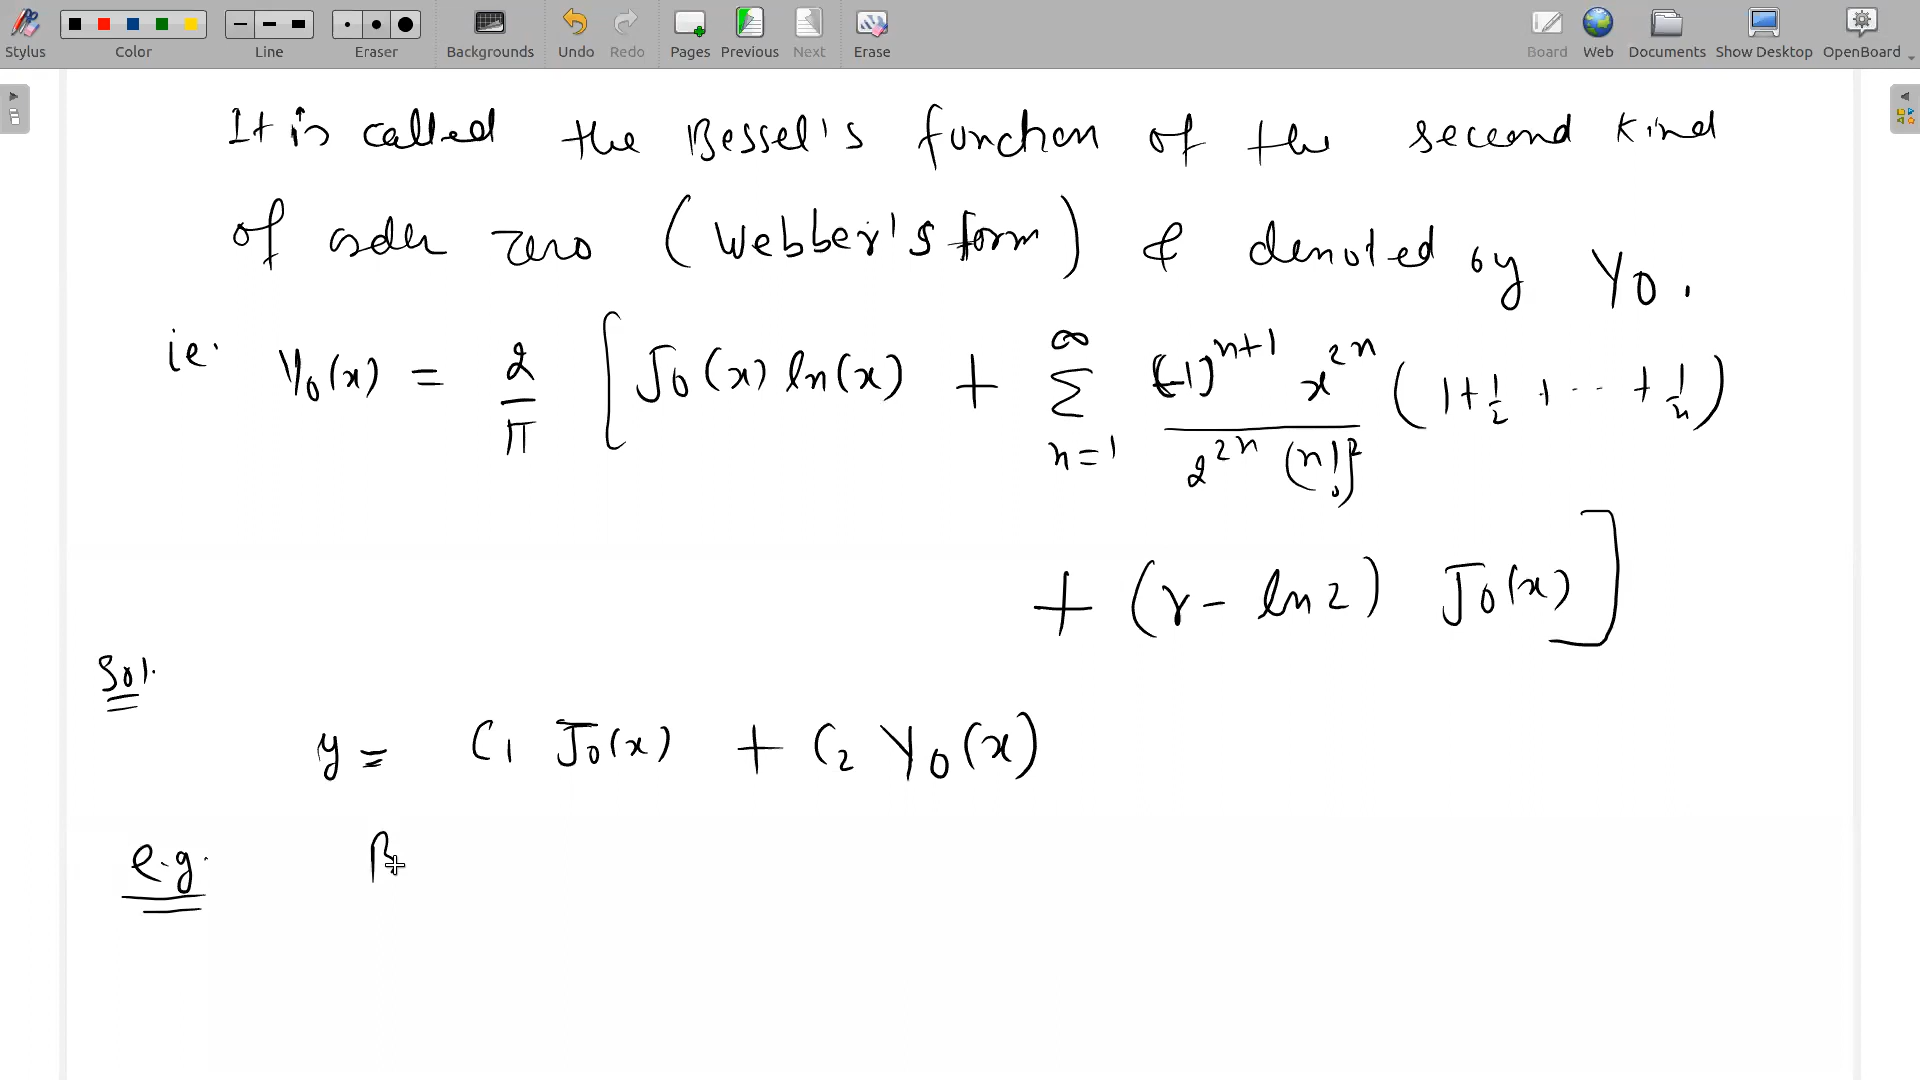 Stylus Color Line Eraser Backgrounds Undo Redo Pages Previous Next Erase Board Web Documents Show Desktop OpenBoard
It is called the Bessel's function of the second kind
of order zero (Webber's form) & denoted by Y₀.
ie. Y₀(x) = 2/π [ J₀(x) ln(x) + ∑_{n=1}^{∞} (-1)^{n+1} x^{2n} / 2^{2n} (n!)² (1 + 1/2 + ... + 1/n)
+ (γ - ln 2) J₀(x) ]
Sol.
y = C₁ J₀(x) + C₂ Y₀(x)
e.g.